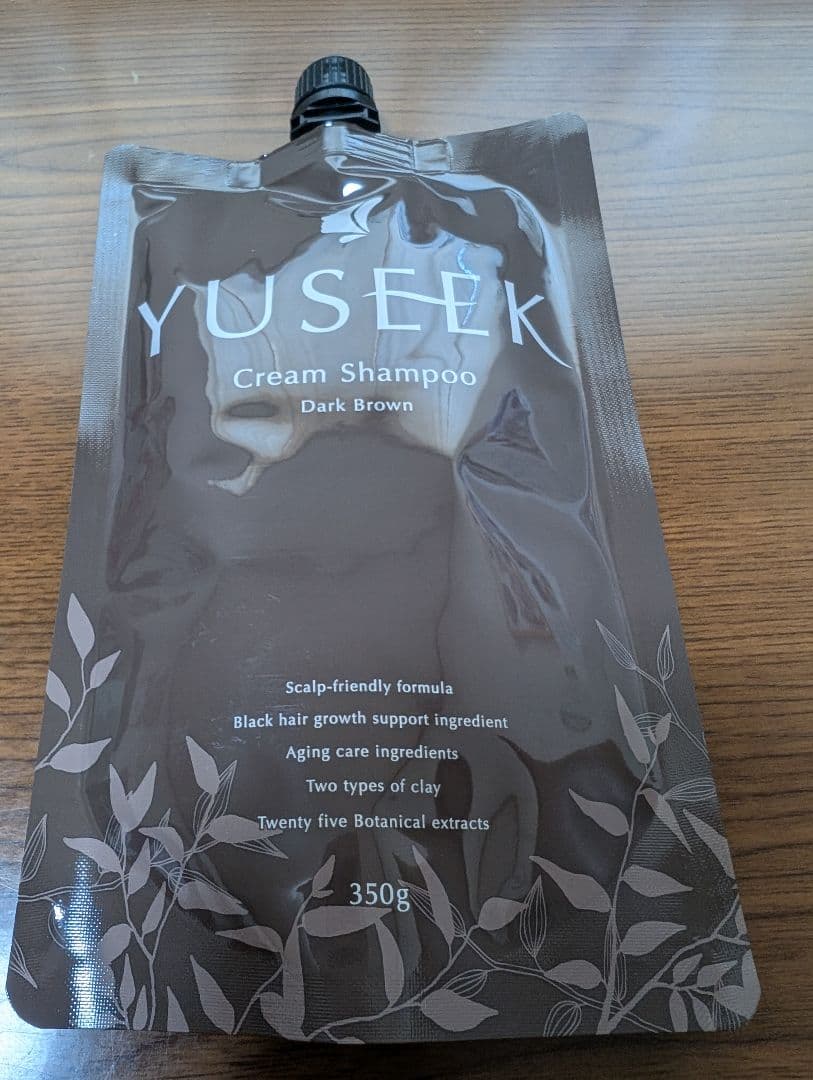 YUSEEK
Cream Shampoo
Dark Brown
Scalp-friendly formula
Black hair growth support ingredient
Aging care ingredients
Two types of clay
Twenty five Botanical extracts
350g